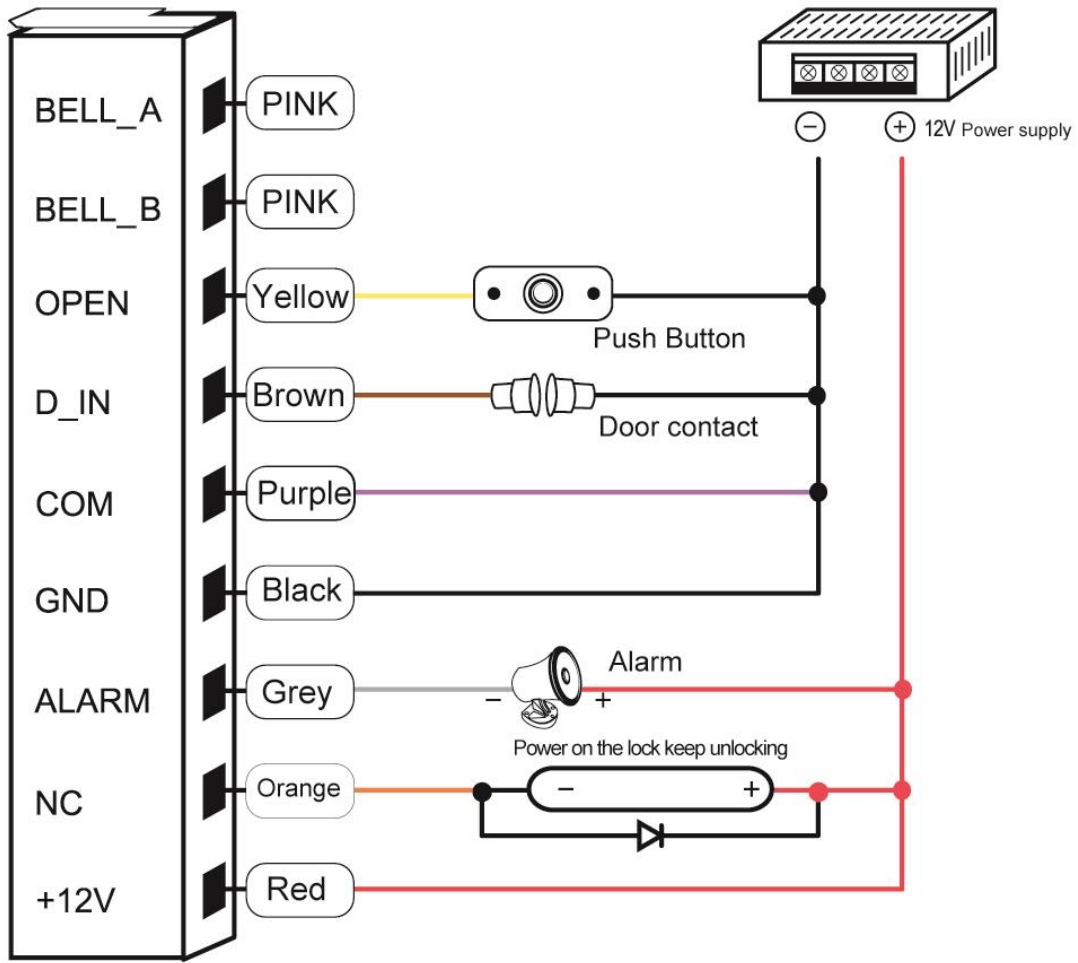 BELL_A PINK
⊖ ⊕ 12V Power supply
BELL_B PINK
OPEN Yellow
Push Button
D_IN Brown
Door contact
COM Purple
GND Black
Alarm
ALARM Grey
− +
Power on the lock keep unlocking
NC Orange − +
+12V Red